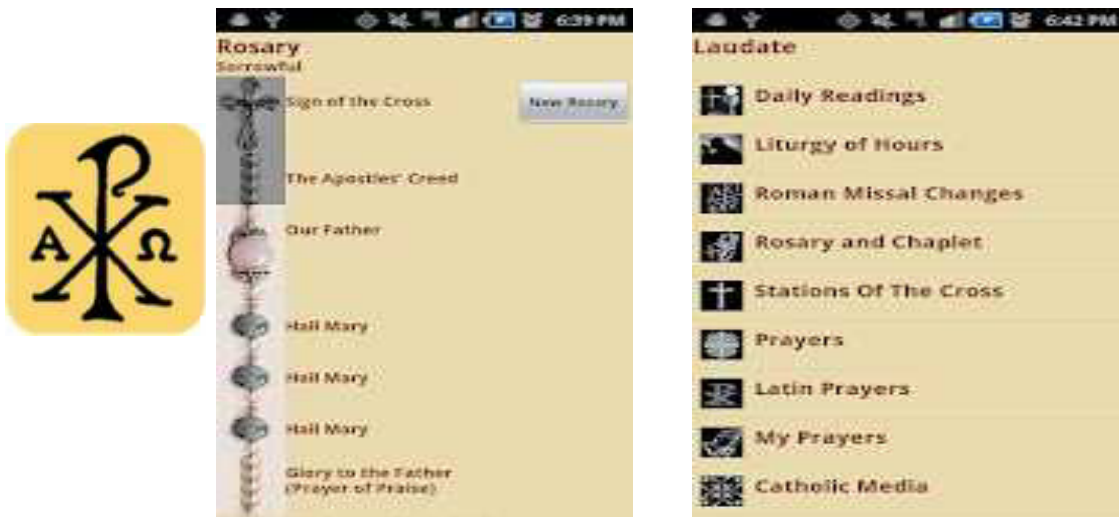 Α Ω
6:39 PM
Rosary
Sorrowful
Sign of the Cross
New Rosary
The Apostles' Creed
Our Father
Hail Mary
Hail Mary
Hail Mary
Glory to the Father
(Prayer of Praise)
6:42 PM
Laudate
Daily Readings
Liturgy of Hours
Roman Missal Changes
Rosary and Chaplet
Stations Of The Cross
Prayers
Latin Prayers
My Prayers
Catholic Media